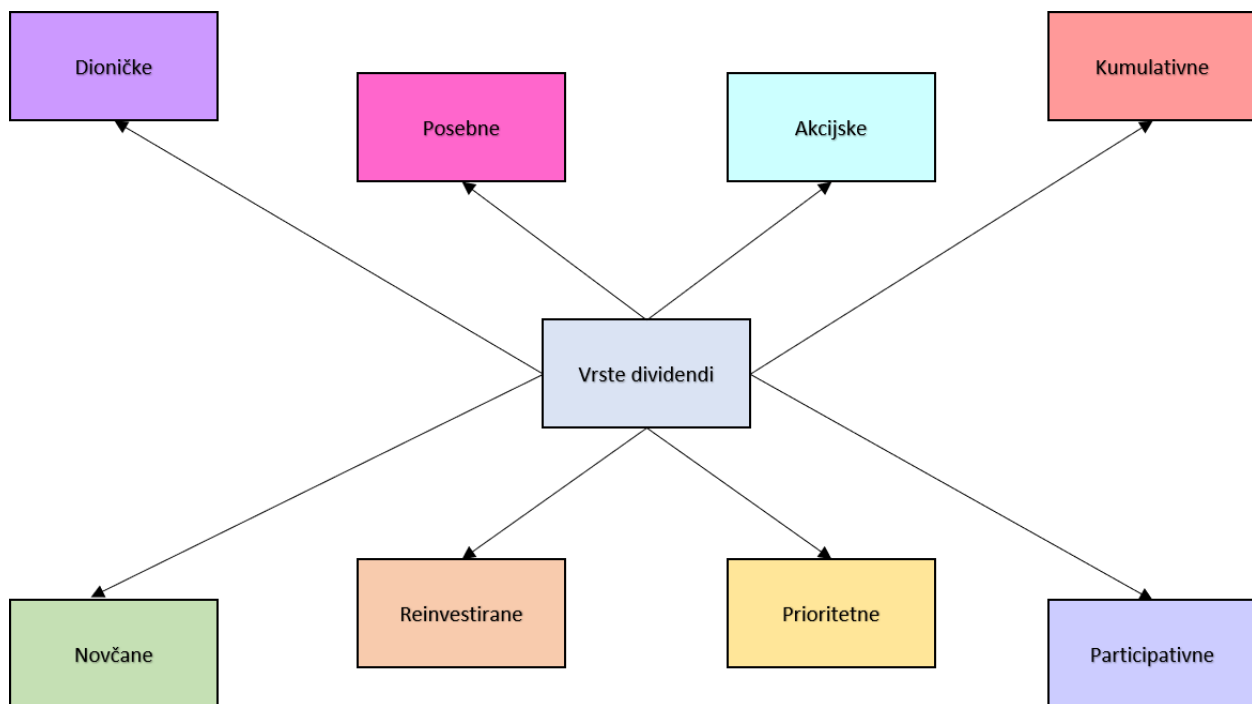 Dioničke
Posebne
Akcijske
Kumulativne
Vrste dividendi
Novčane
Reinvestirane
Prioritetne
Participativne